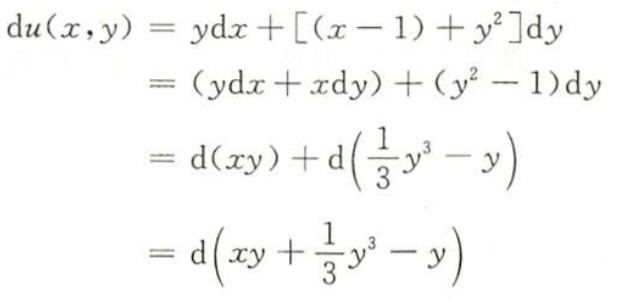 du(x,y) = ydx + [(x − 1) + y²]dy
= (ydx + xdy) + (y² − 1)dy
= d(xy) + d(1/3 y³ − y)
= d(xy + 1/3 y³ − y)